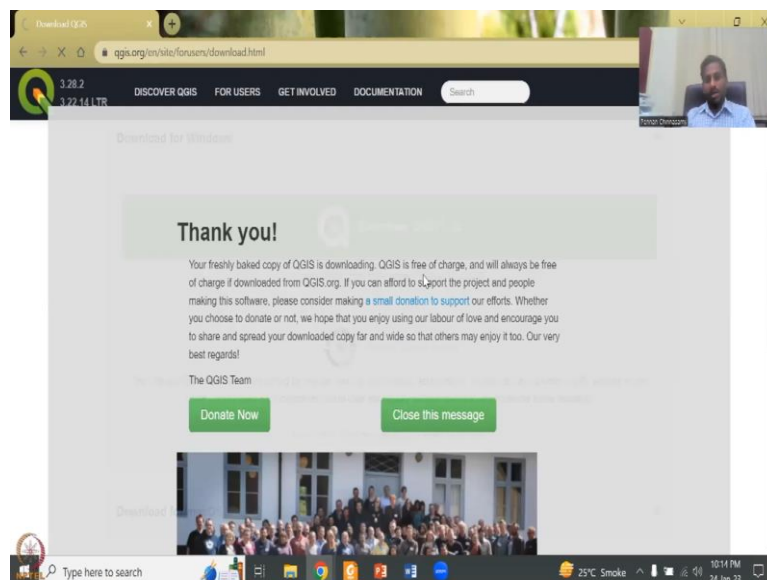 Download QGIS
qgis.org/en/site/forusers/download.html
3.28.2
3.22.14 LTR
DISCOVER QGIS FOR USERS GET INVOLVED DOCUMENTATION Search
Download for Windows
Thank you!
Your freshly baked copy of QGIS is downloading. QGIS is free of charge, and will always be free
of charge if downloaded from QGIS.org. If you can afford to support the project and people
making this software, please consider making a small donation to support our efforts. Whether
you choose to donate or not, we hope that you enjoy using our labour of love and encourage you
to share and spread your downloaded copy far and wide so that others may enjoy it too. Our very
best regards!
The QGIS Team
Donate Now Close this message
Type here to search
25°C Smoke
10:14 PM
24 Jan 23